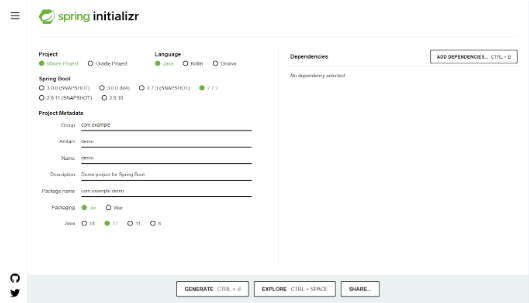 spring initializr
Project
Maven Project Gradle Project
Language
Java Kotlin Groovy
Spring Boot
3.0.0 (SNAPSHOT) 3.0.0 (M4) 2.7.3 (SNAPSHOT) 2.7.2
2.6.11 (SNAPSHOT) 2.6.10
Project Metadata
Group com.example
Artifact demo
Name demo
Description Demo project for Spring Boot
Package name com.example.demo
Packaging Jar War
Java 18 17 11 8
Dependencies
ADD DEPENDENCIES... CTRL + B
No dependency selected
GENERATE CTRL + ⏎
EXPLORE CTRL + SPACE
SHARE...